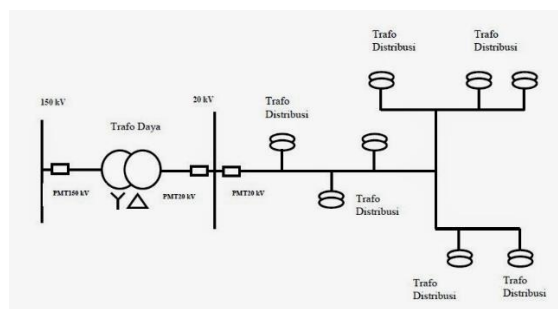 Trafo
Distribusi
Trafo
Distribusi
150 kV
20 kV
Trafo
Distribusi
Trafo Daya
PMT150 kV
PMT20 kV
PMT20 kV
Trafo
Distribusi
Trafo
Distribusi
Trafo
Distribusi